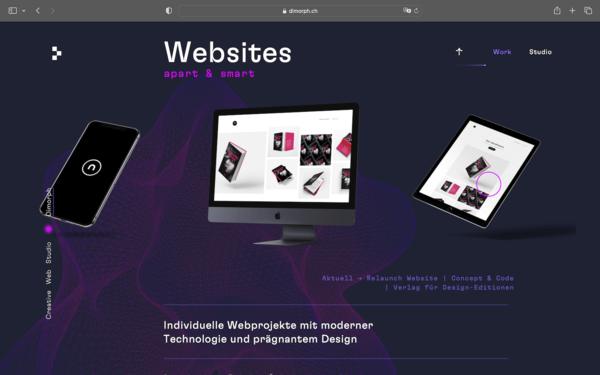 dimorph.ch
Websites
apart & smart
Work
Studio
Creative Web Studio Dimorph
Aktuell → Relaunch Website | Concept & Code
| Verlag für Design-Editionen
Individuelle Webprojekte mit moderner
Technologie und prägnantem Design